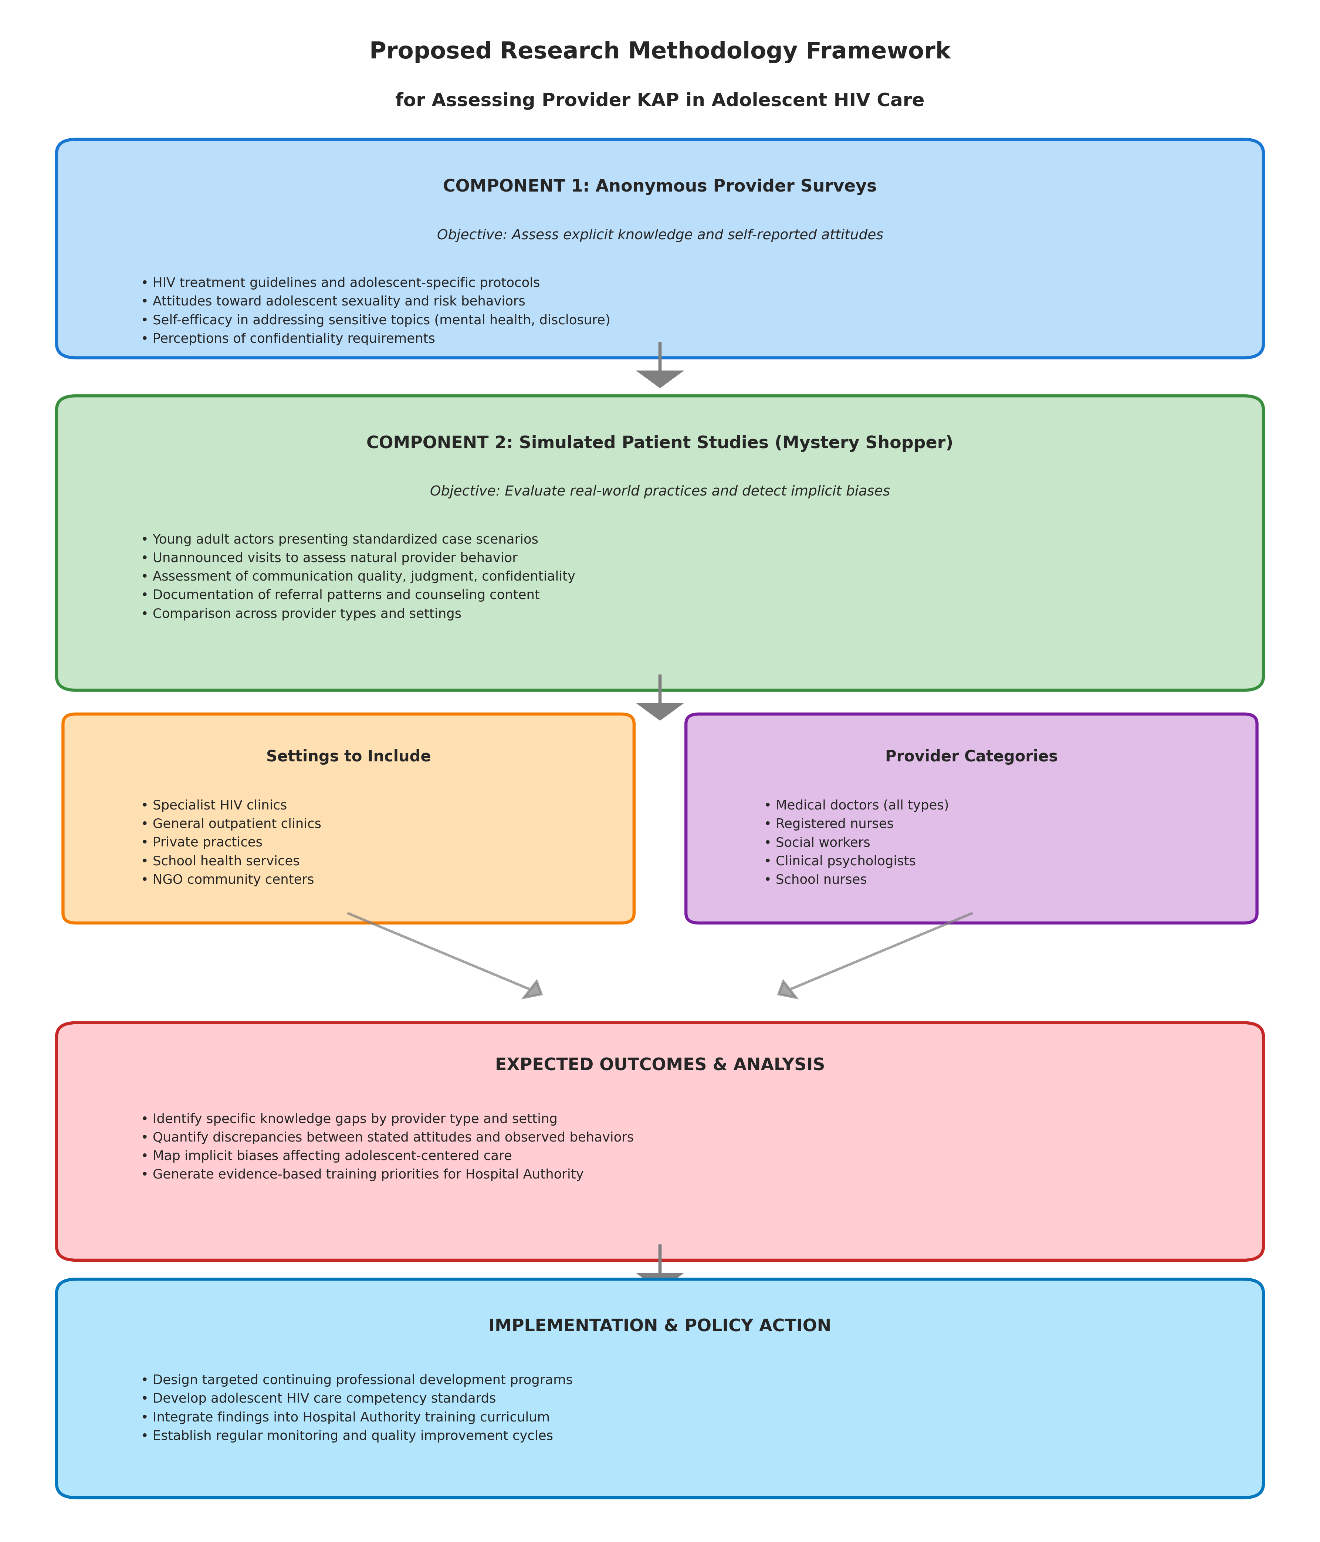 Proposed Research Methodology Framework
for Assessing Provider KAP in Adolescent HIV Care
COMPONENT 1: Anonymous Provider Surveys
Objective: Assess explicit knowledge and self-reported attitudes
• HIV treatment guidelines and adolescent-specific protocols
• Attitudes toward adolescent sexuality and risk behaviors
• Self-efficacy in addressing sensitive topics (mental health, disclosure)
• Perceptions of confidentiality requirements
COMPONENT 2: Simulated Patient Studies (Mystery Shopper)
Objective: Evaluate real-world practices and detect implicit biases
• Young adult actors presenting standardized case scenarios
• Unannounced visits to assess natural provider behavior
• Assessment of communication quality, judgment, confidentiality
• Documentation of referral patterns and counseling content
• Comparison across provider types and settings
Settings to Include
• Specialist HIV clinics
• General outpatient clinics
• Private practices
• School health services
• NGO community centers
Provider Categories
• Medical doctors (all types)
• Registered nurses
• Social workers
• Clinical psychologists
• School nurses
EXPECTED OUTCOMES & ANALYSIS
• Identify specific knowledge gaps by provider type and setting
• Quantify discrepancies between stated attitudes and observed behaviors
• Map implicit biases affecting adolescent-centered care
• Generate evidence-based training priorities for Hospital Authority
IMPLEMENTATION & POLICY ACTION
• Design targeted continuing professional development programs
• Develop adolescent HIV care competency standards
• Integrate findings into Hospital Authority training curriculum
• Establish regular monitoring and quality improvement cycles